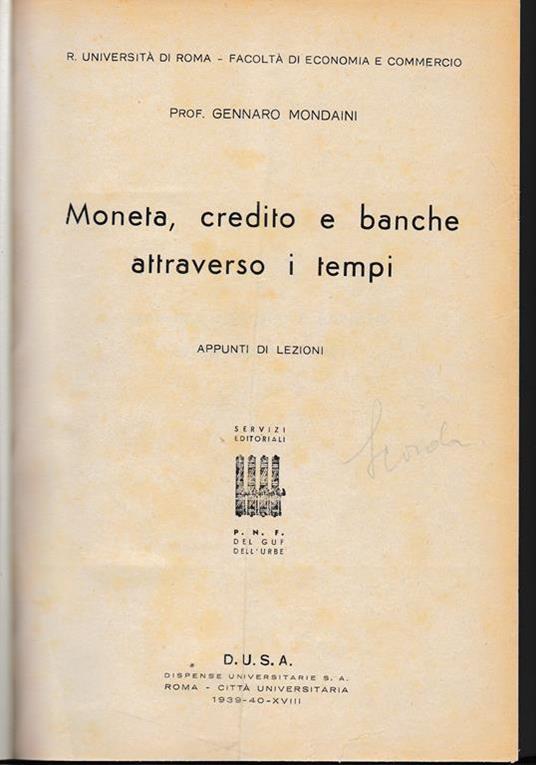 R. UNIVERSITÀ DI ROMA - FACOLTÀ DI ECONOMIA E COMMERCIO
PROF. GENNARO MONDAINI
Moneta, credito e banche
attraverso i tempi
APPUNTI DI LEZIONI
SERVIZI
EDITORIALI
P. N. F.
DEL GUF
DELL'URBE
D.U.S.A.
DISPENSE UNIVERSITARIE S. A.
ROMA - CITTÀ UNIVERSITARIA
1939-40-XVIII